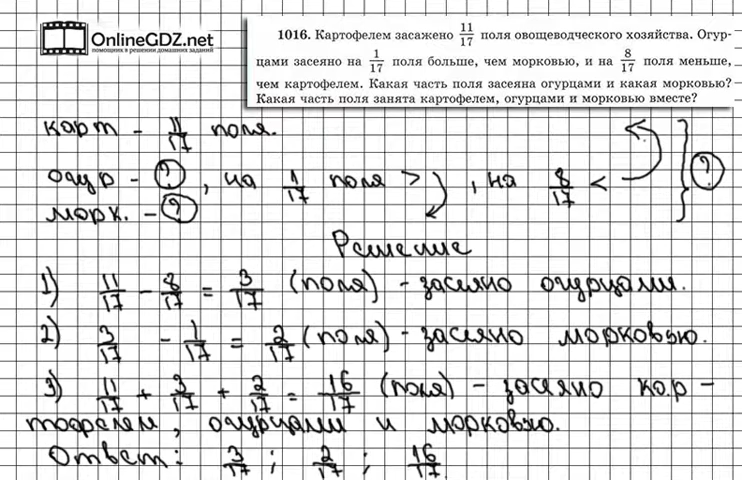 OnlineGDZ.net
помощник в решении домашних заданий
1016. Картофелем засажено 11/17 поля овощеводческого хозяйства. Огур-
цами засеяно на 1/17 поля больше, чем морковью, и на 8/17 поля меньше,
чем картофелем. Какая часть поля засеяна огурцами и какая морковью?
Какая часть поля занята картофелем, огурцами и морковью вместе?
карт - 11/17 поля.
огур - ?, на 1/17 поля >, на 8/17 < ?
морк. - ?
Решение
1) 11/17 - 8/17 = 3/17 (поля) - засеяно огурцами.
2) 3/17 - 1/17 = 2/17 (поля) - засеяно морковью.
3) 11/17 + 3/17 + 2/17 = 16/17 (поля) - засеяно кар-
тофелем, огурцами и морковью.
Ответ: 3/17; 2/17; 16/17